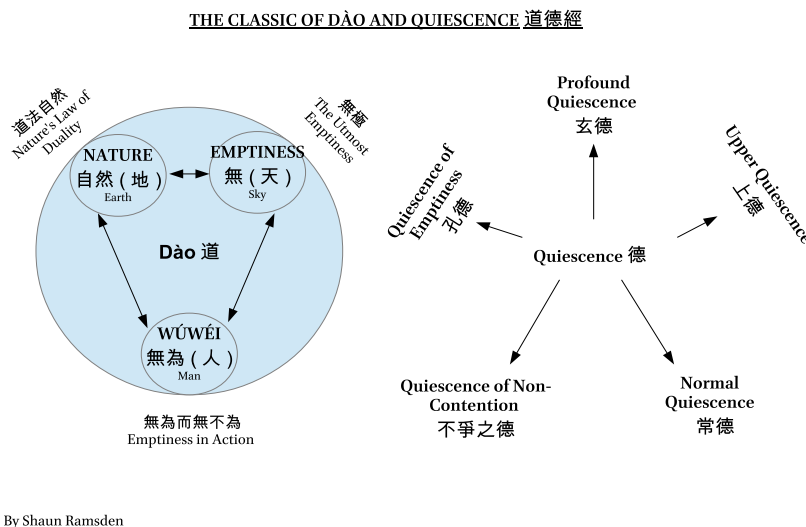 THE CLASSIC OF DÀO AND QUIESCENCE 道德經
道法自然
Nature's Law of
Duality
無極
The Utmost
Emptiness
NATURE
自然 ( 地 )
Earth
EMPTINESS
無 ( 天 )
Sky
Dào 道
WÚWÉI
無為 ( 人 )
Man
無為而無不為
Emptiness in Action
Profound
Quiescence
玄德
Quiescence of
Emptiness
孔德
Upper Quiescence
上德
Quiescence 德
Quiescence of Non-
Contention
不爭之德
Normal
Quiescence
常德
By Shaun Ramsden